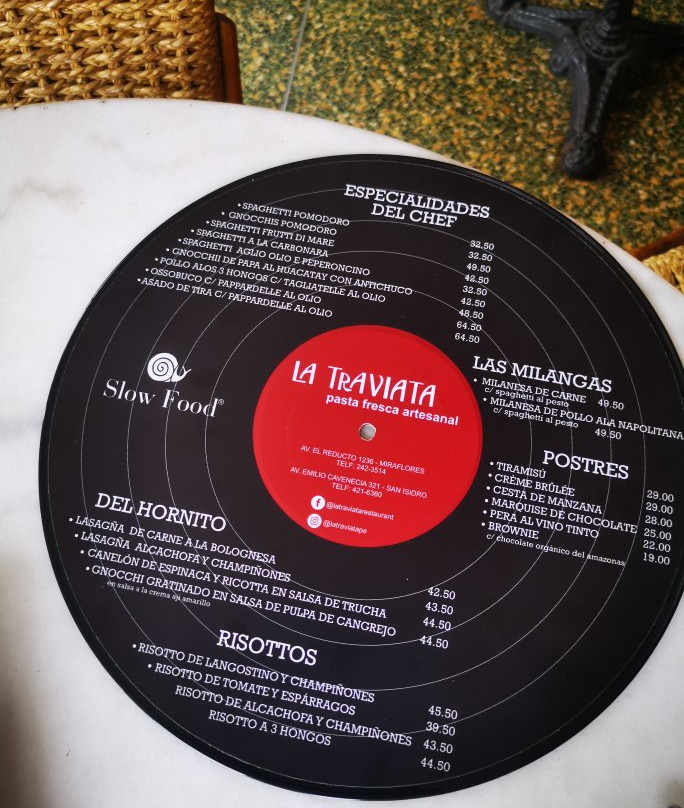 ESPECIALIDADES
DEL CHEF
• SPAGHETTI POMODORO 32.50
• GNOCCHIS POMODORO 32.50
• SPAGHETTI FRUTTI DI MARE 49.50
• SPAGHETTI A LA CARBONARA 42.50
• SPAGHETTI AGLIO OLIO E PEPERONCINO 32.50
• GNOCCHI DE PAPA AL HUACATAY CON ANTICUCHO 42.50
• POLLO ALOS 3 HONGOS C/ TAGLIATELLE AL OLIO 48.50
• OSSOBUCO C/ PAPPARDELLE AL OLIO 64.50
• ASADO DE TIRA C/ PAPPARDELLE AL OLIO 64.50
Slow Food®
LA TRAVIATA
pasta fresca artesanal
AV. EL REDUCTO 1236 - MIRAFLORES
TELF: 242-3514
AV. EMILIO CAVENECIA 321 - SAN ISIDRO
TELF: 421-6360
@latraviatarestaurant
@latraviatape
LAS MILANGAS
• MILANESA DE CARNE 49.50
c/ spaghetti al pesto
• MILANESA DE POLLO ALA NAPOLITANA
c/ spaghetti al pesto 49.50
POSTRES
• TIRAMISÚ 29.00
• CRÈME BRÛLÉE 29.00
• CESTA DE MANZANA 28.00
• MARQUISE DE CHOCOLATE 25.00
• PERA AL VINO TINTO 22.00
• BROWNIE 19.00
c/ chocolate orgánico del amazonas
DEL HORNITO
• LASAGÑA DE CARNE A LA BOLOGNESA 42.50
• LASAGÑA ALCACHOFA Y CHAMPIÑONES 43.50
• CANELÓN DE ESPINACA Y RICOTTA EN SALSA DE TRUCHA 44.50
• GNOCCHI GRATINADO EN SALSA DE PULPA DE CANGREJO 44.50
en salsa a la crema ají amarillo
RISOTTOS
• RISOTTO DE LANGOSTINO Y CHAMPIÑONES 45.50
• RISOTTO DE TOMATE Y ESPÁRRAGOS 39.50
RISOTTO DE ALCACHOFA Y CHAMPIÑONES 43.50
RISOTTO A 3 HONGOS 44.50